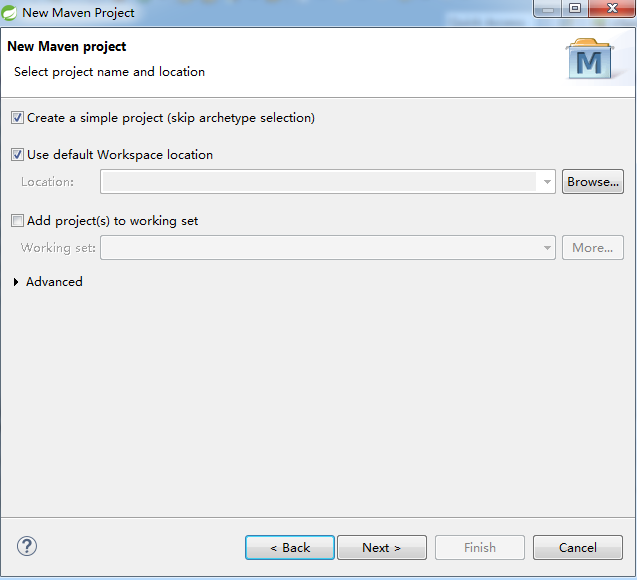 New Maven Project
New Maven project
Select project name and location
M
Create a simple project (skip archetype selection)
Use default Workspace location
Location:
Browse...
Add project(s) to working set
Working set:
More...
Advanced
?
< Back
Next >
Finish
Cancel